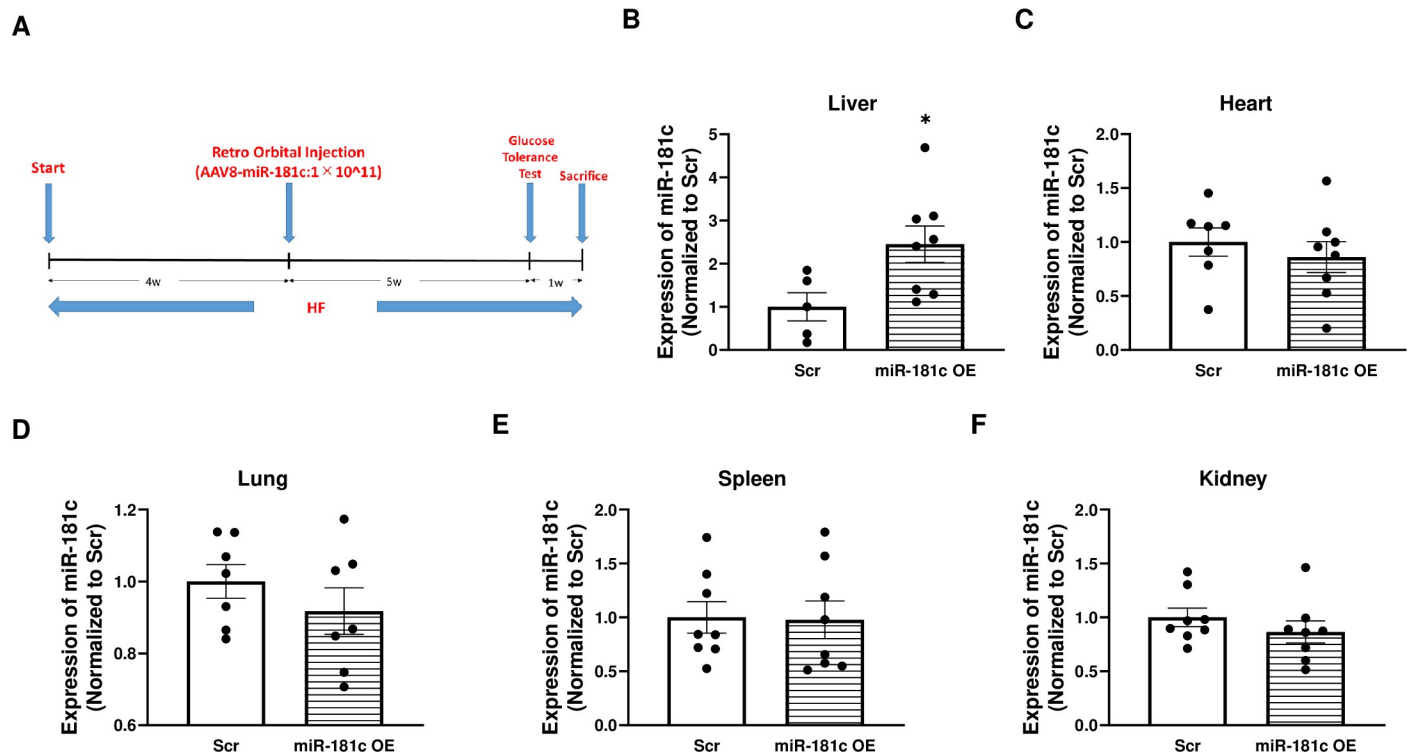 A
Start
Retro Orbital Injection
(AAV8-miR-181c:1×10^11)
Glucose
Tolerance
Test
Sacrifice
4w
5w
1w
HF
B
Liver
Expression of miR-181c
(Normalized to Scr)
5
4
3
2
1
0
Scr
miR-181c OE
*
C
Heart
Expression of miR-181c
(Normalized to Scr)
2.0
1.5
1.0
0.5
0.0
Scr
miR-181c OE
D
Lung
Expression of miR-181c
(Normalized to Scr)
1.2
1.0
0.8
0.6
Scr
miR-181c OE
E
Spleen
Expression of miR-181c
(Normalized to Scr)
2.0
1.5
1.0
0.5
0.0
Scr
miR-181c OE
F
Kidney
Expression of miR-181c
(Normalized to Scr)
2.0
1.5
1.0
0.5
0.0
Scr
miR-181c OE